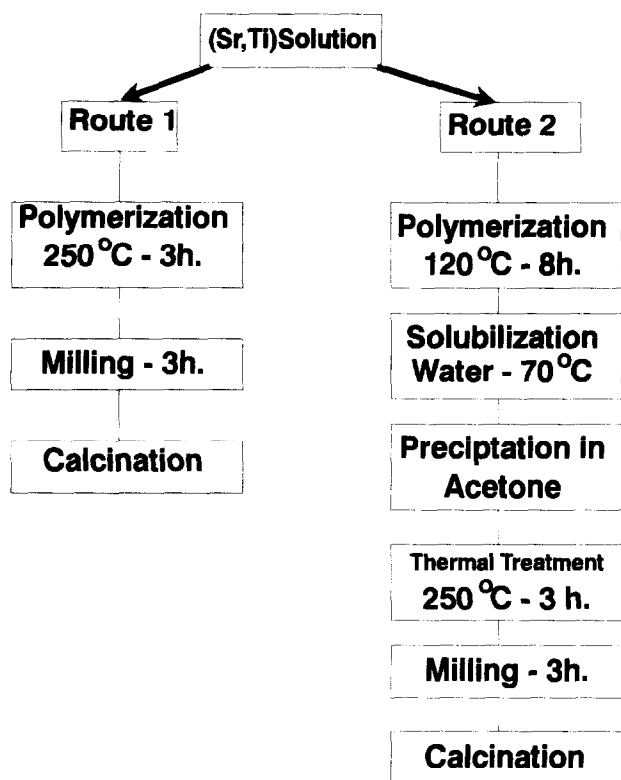 (Sr,Ti)Solution
Route 1
Polymerization
250°C - 3h.
Milling - 3h.
Calcination
Route 2
Polymerization
120°C - 8h.
Solubilization
Water - 70°C
Preciptation in
Acetone
Thermal Treatment
250°C - 3 h.
Milling - 3h.
Calcination